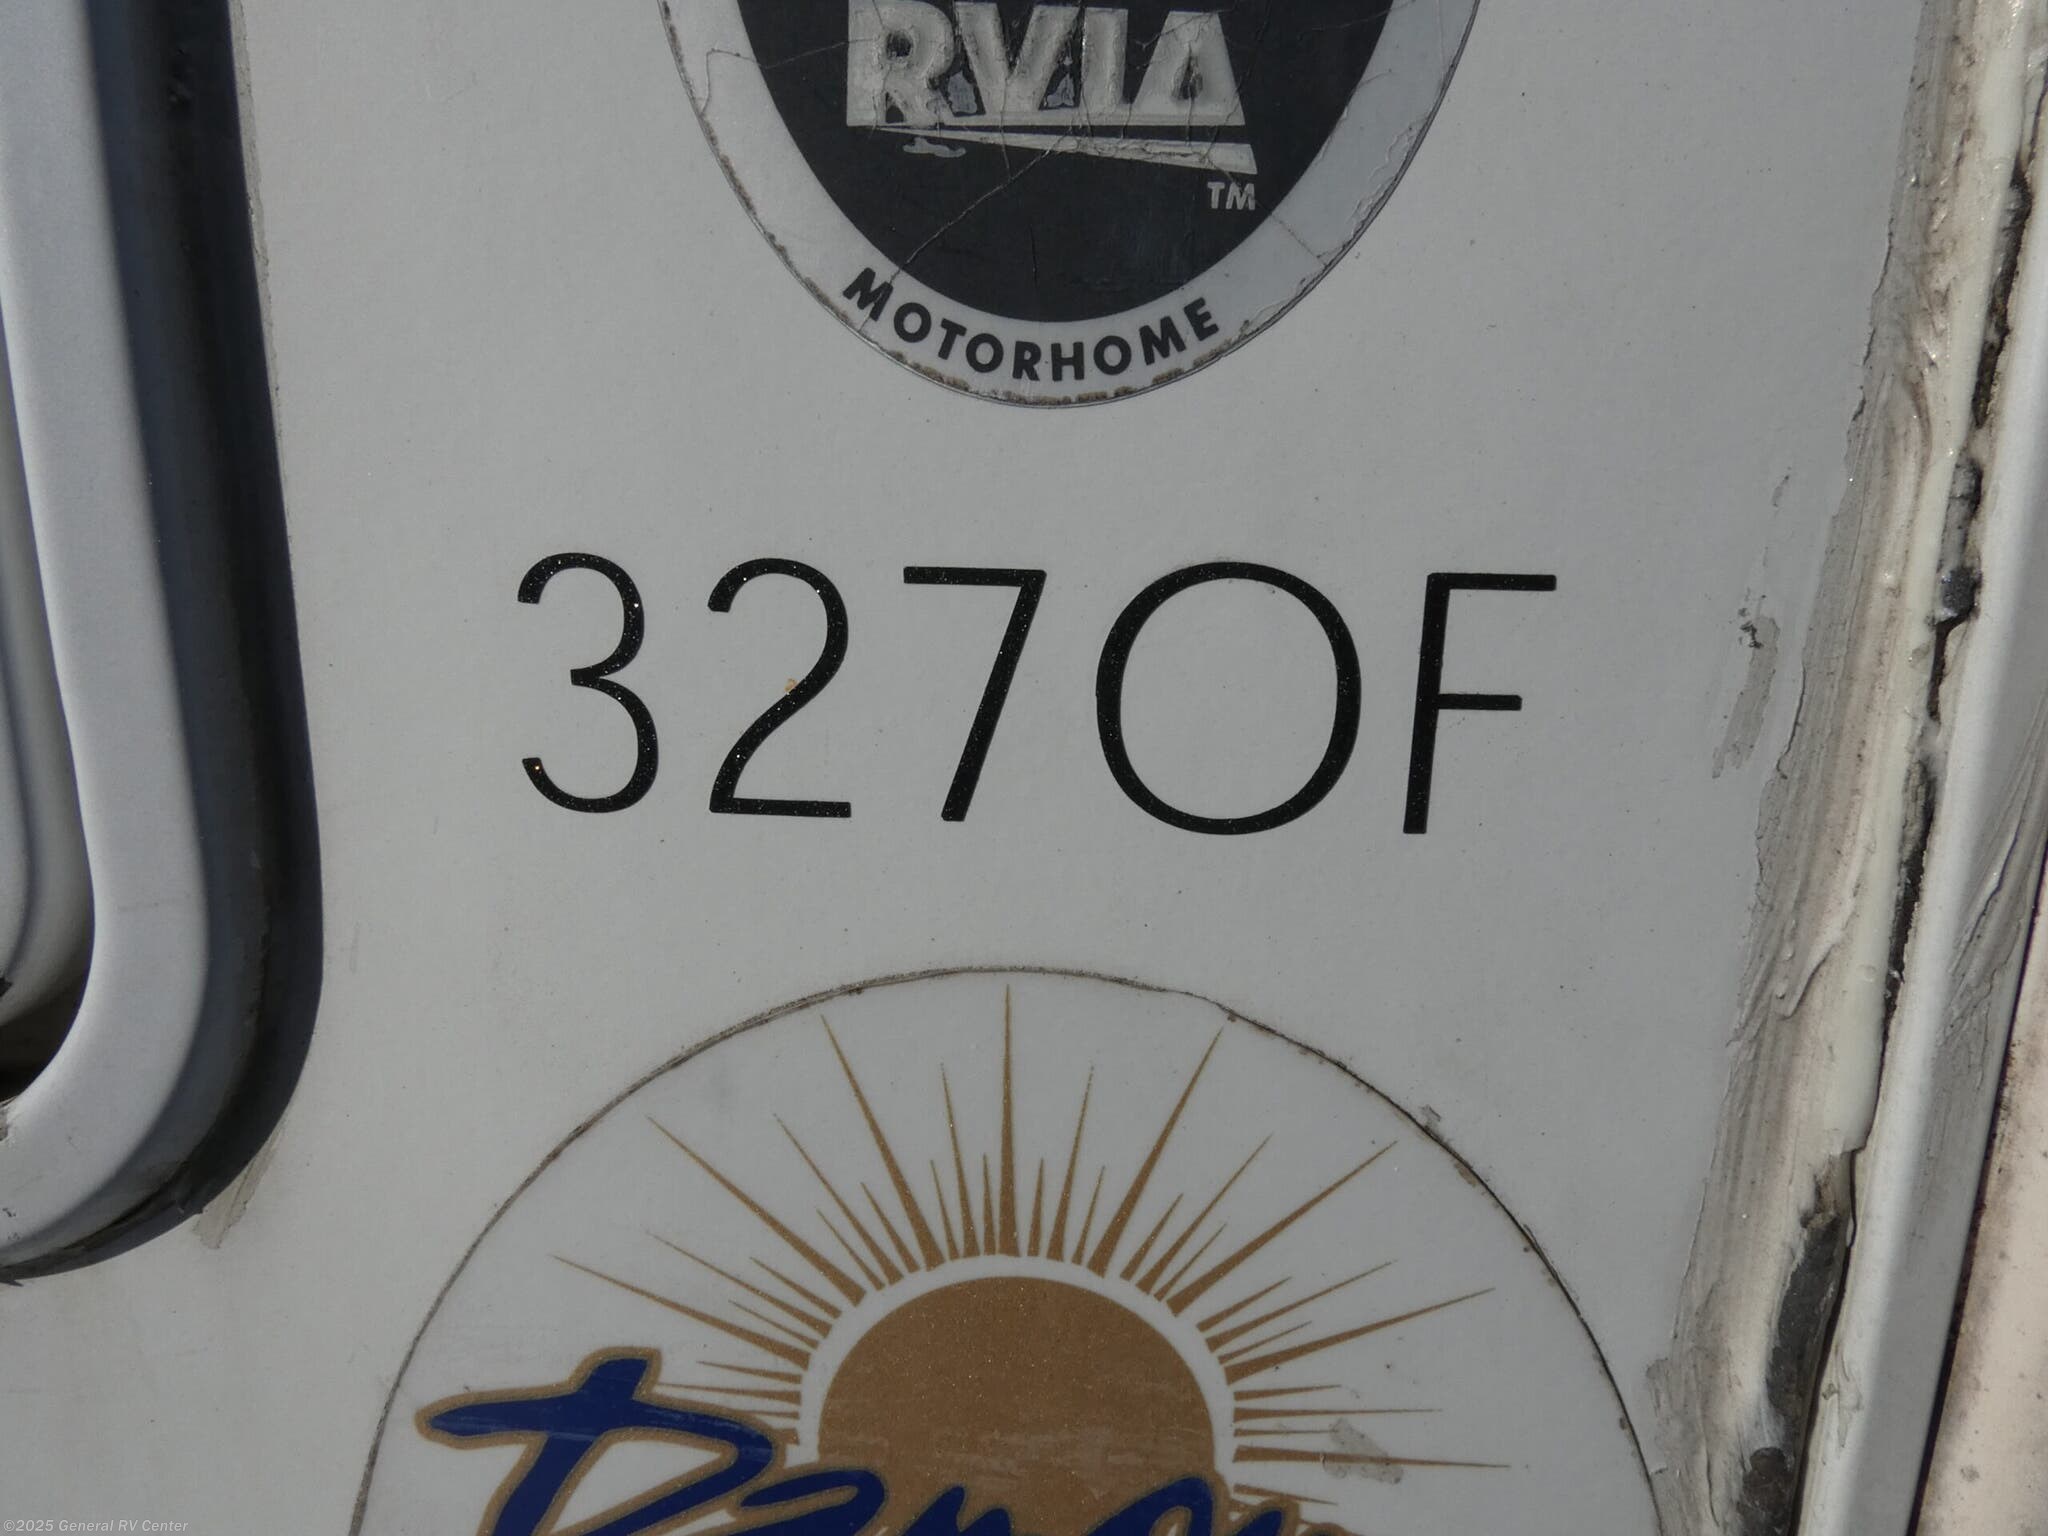 RVIA
TM
MOTORHOME
3270F
©2025 General RV Center